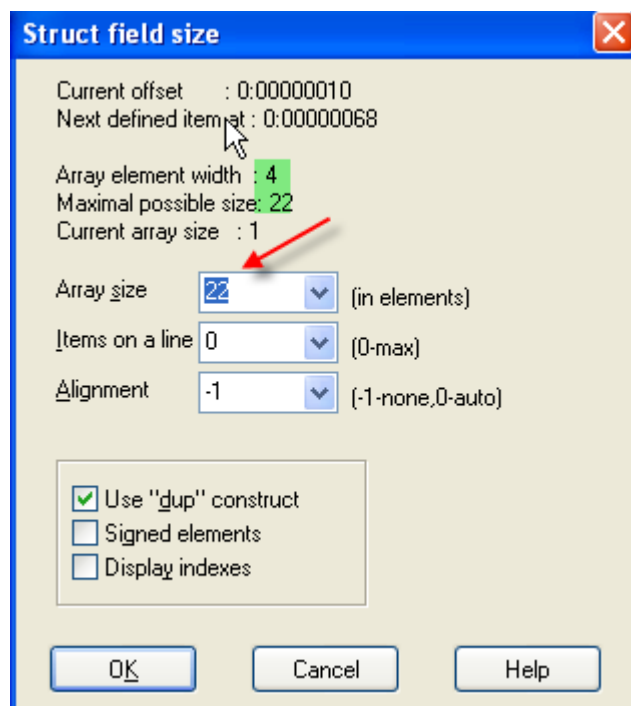 Struct field size
Current offset : 0:00000010
Next defined item at : 0:00000068
Array element width : 4
Maximal possible size: 22
Current array size : 1
Array size 22 (in elements)
Items on a line 0 (0-max)
Alignment -1 (-1-none,0-auto)
Use "dup" construct
Signed elements
Display indexes
OK Cancel Help